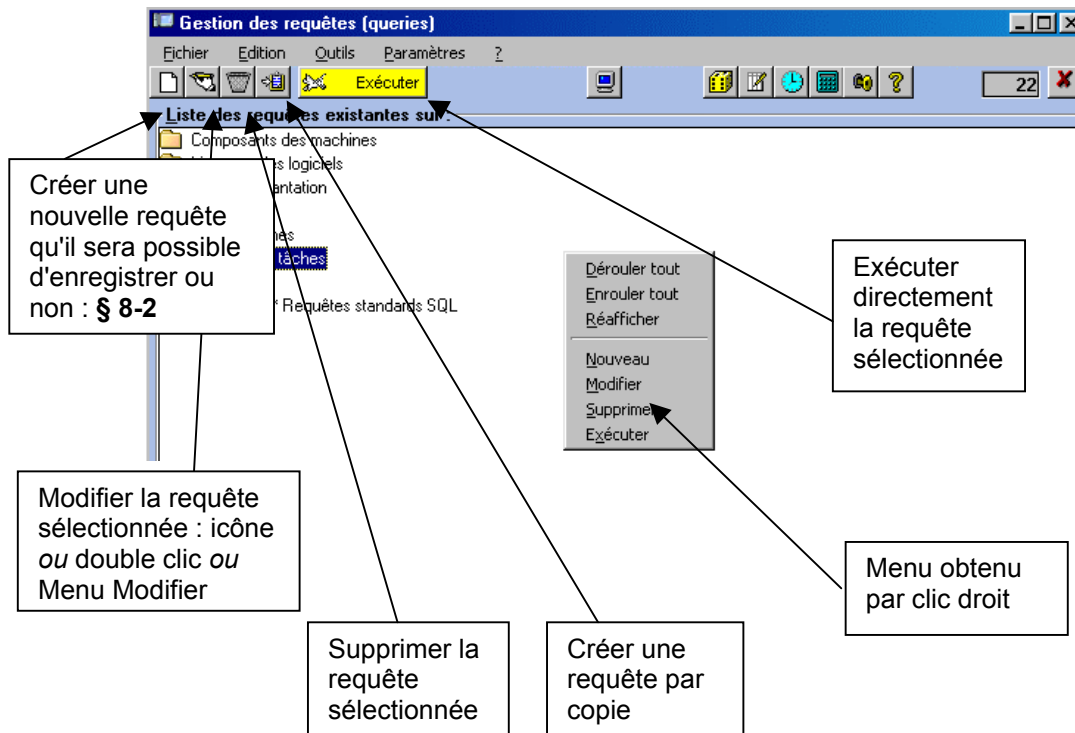 Gestion des requêtes (queries)
Fichier Edition Outils Paramètres ?
Exécuter 22
Liste des requêtes existantes sur :
Composants des machines
logiciels
tâches
* Requêtes standards SQL
Créer une
nouvelle requête
qu'il sera possible
d'enregistrer ou
non : § 8-2
Dérouler tout
Enrouler tout
Réafficher
Nouveau
Modifier
Supprimer
Exécuter
Exécuter
directement
la requête
sélectionnée
Modifier la requête
sélectionnée : icône
ou double clic ou
Menu Modifier
Menu obtenu
par clic droit
Supprimer la
requête
sélectionnée
Créer une
requête par
copie